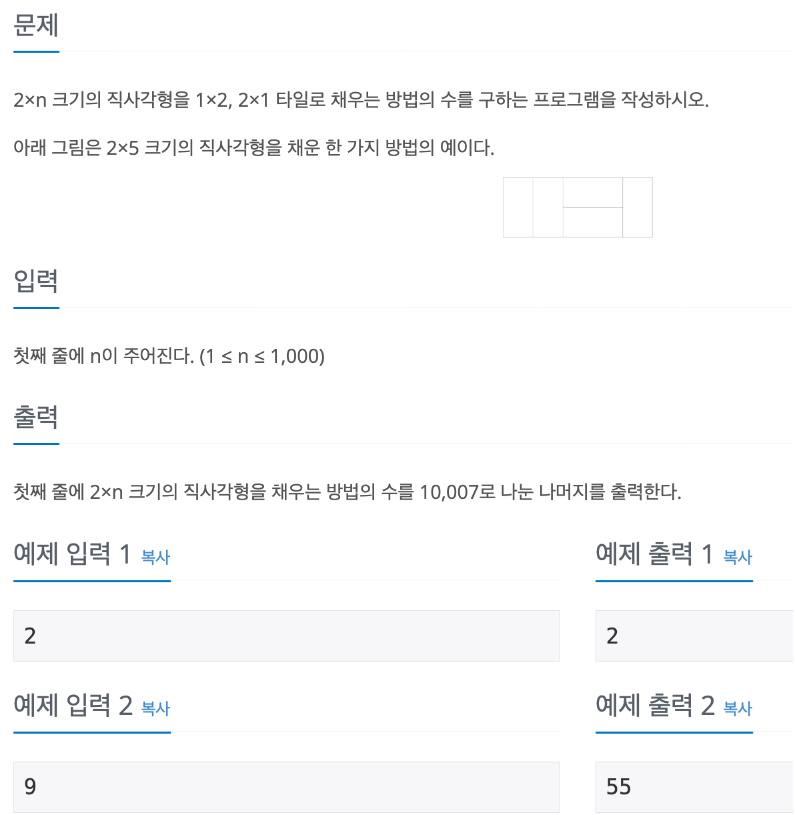 문제
2×n 크기의 직사각형을 1×2, 2×1 타일로 채우는 방법의 수를 구하는 프로그램을 작성하시오.
아래 그림은 2×5 크기의 직사각형을 채운 한 가지 방법의 예이다.
입력
첫째 줄에 n이 주어진다. (1 ≤ n ≤ 1,000)
출력
첫째 줄에 2×n 크기의 직사각형을 채우는 방법의 수를 10,007로 나눈 나머지를 출력한다.
예제 입력 1 복사
예제 출력 1 복사
2
2
예제 입력 2 복사
예제 출력 2 복사
9
55